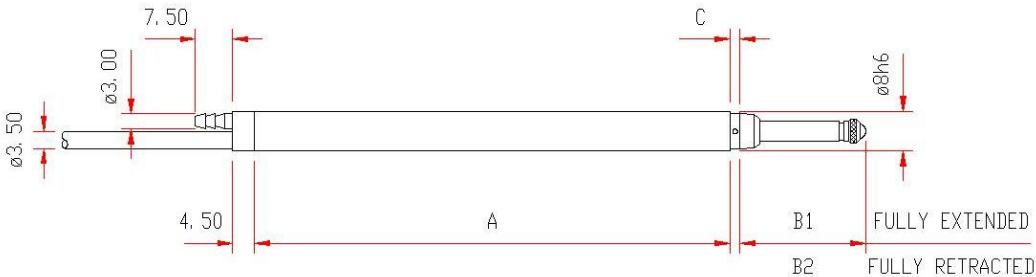 7.50
C
ø3.00
ø8h6
ø3.50
4.50
A
B1 FULLY EXTENDED
B2 FULLY RETRACTED